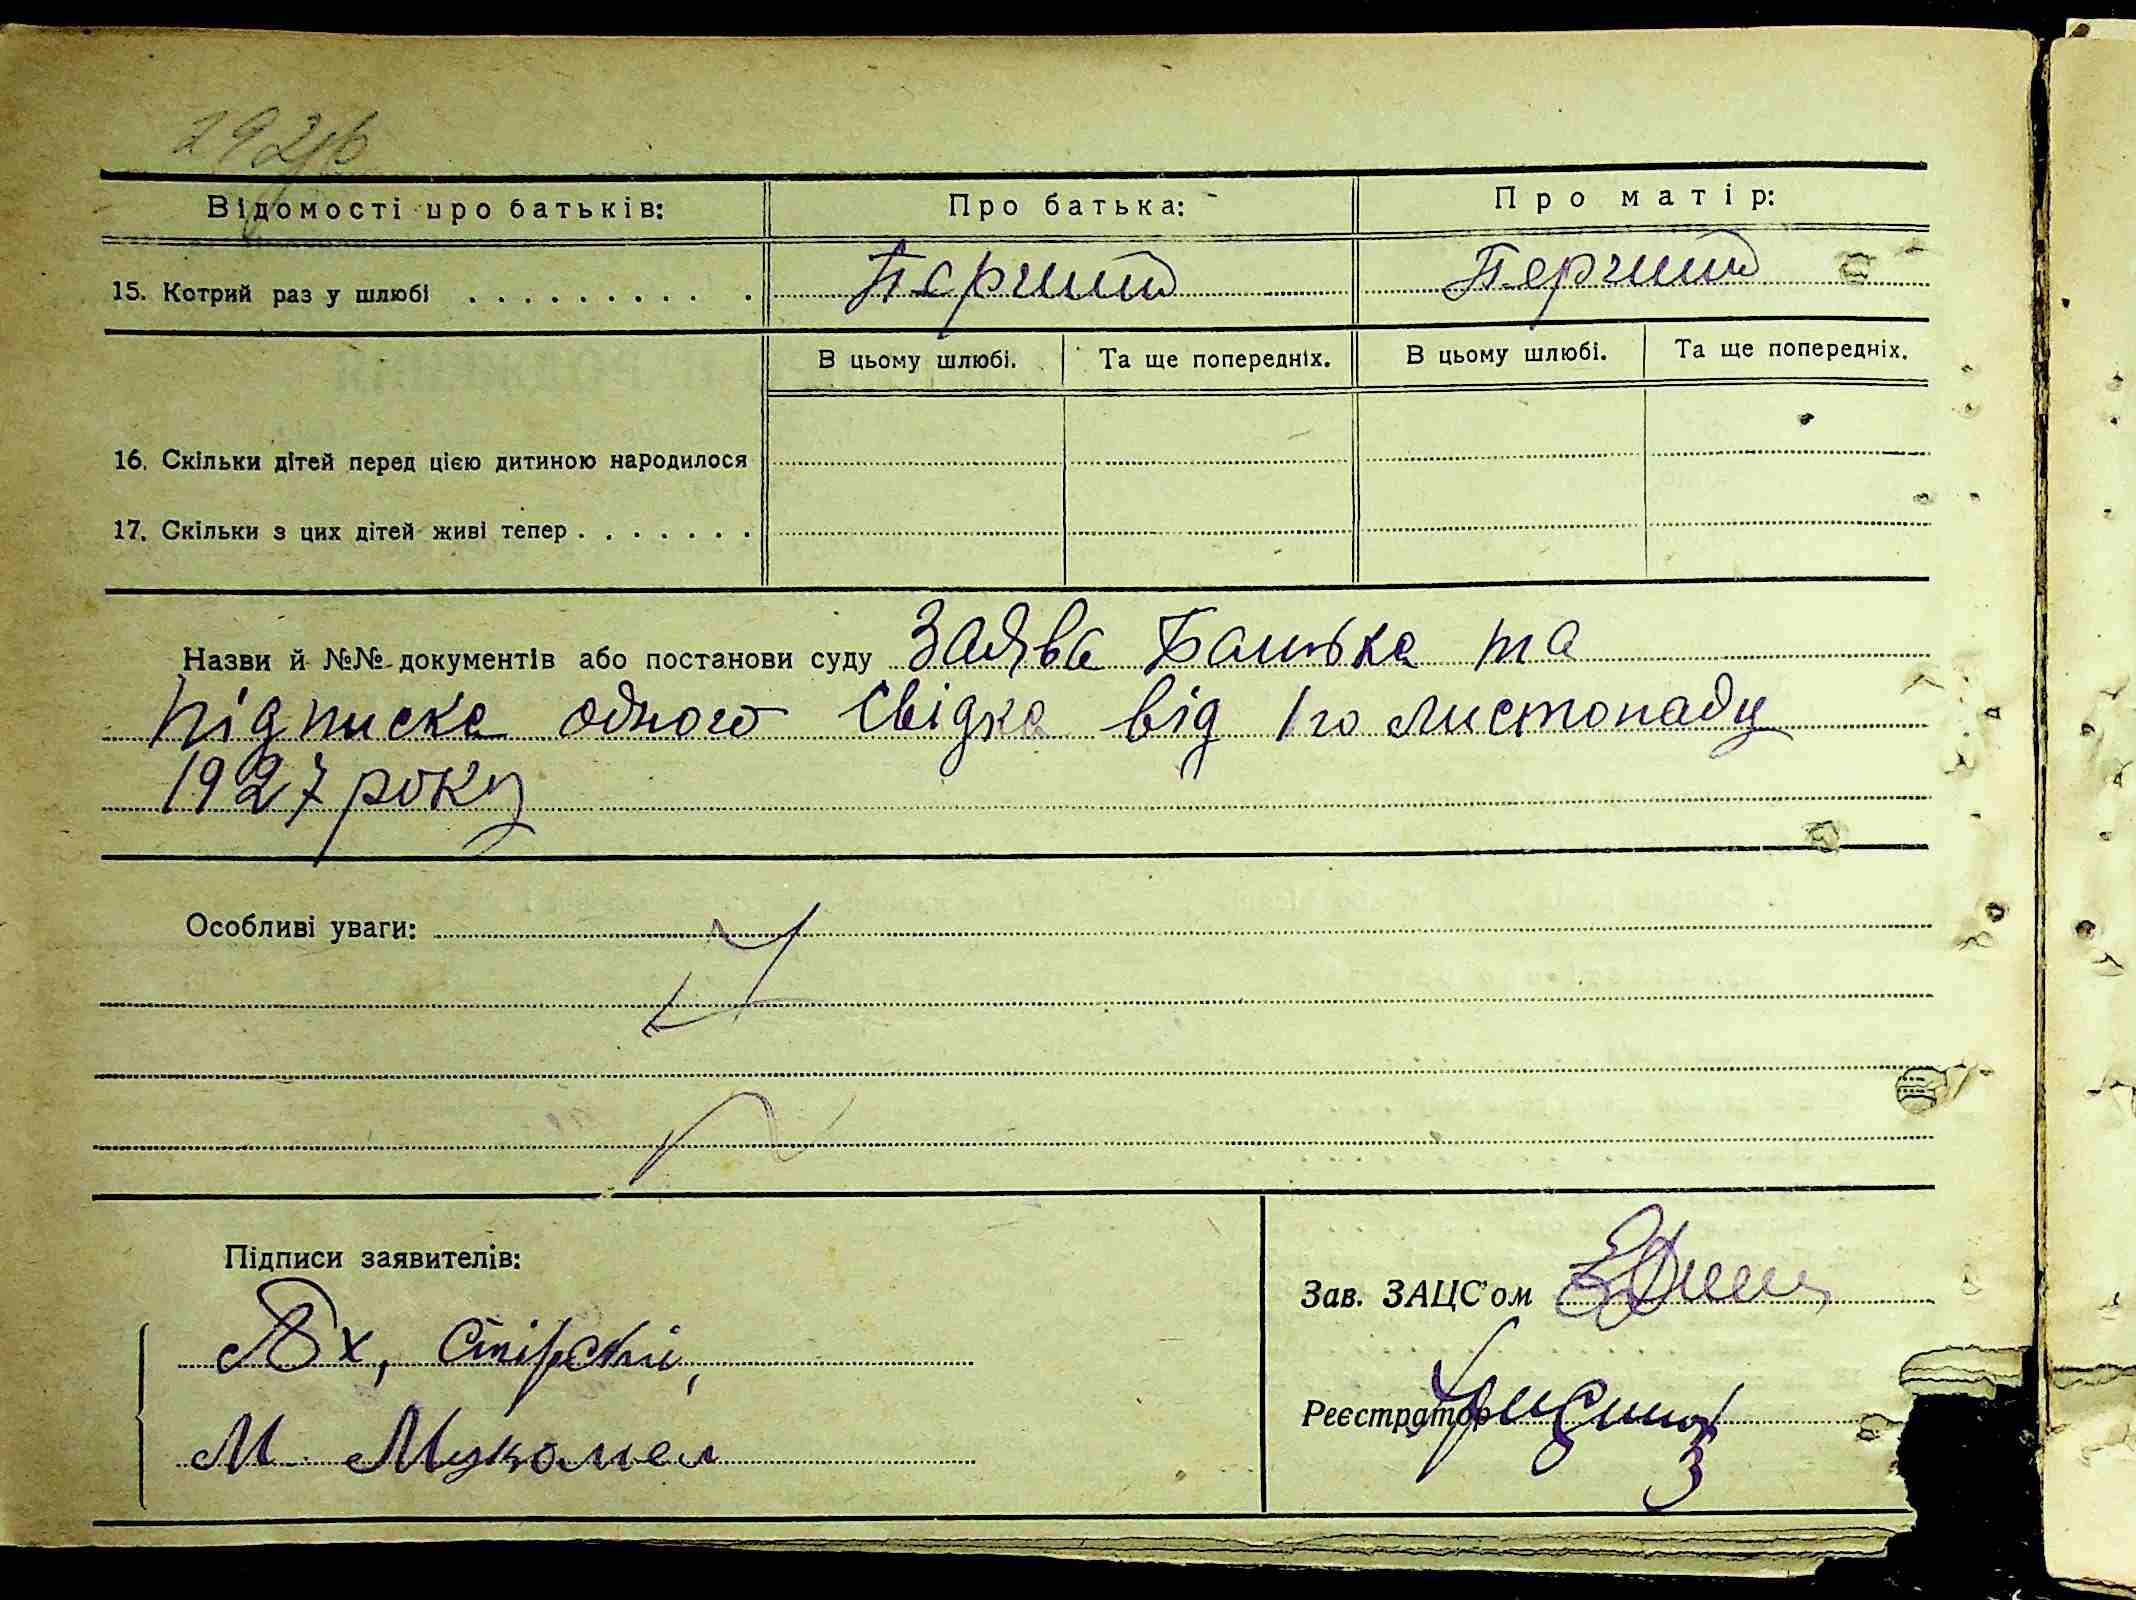 Відомості про батьків: Про батька: Про матір:
15. Котрий раз у шлюбі . . . . . . . . . . Перший Перший
В цьому шлюбі. Та ще попередніх. В цьому шлюбі. Та ще попередніх.
16. Скільки дітей перед цією дитиною народилося
17. Скільки з цих дітей живі тепер . . . . . . .
Назви й №№ документів або постанови суду Заява Батька та
підписка одного свідка від 1го листопаду
1927 року
Особливі уваги:
Підписи заявителів:
Зав. ЗАЦС'ом
М. Мукомел
Реєстратор